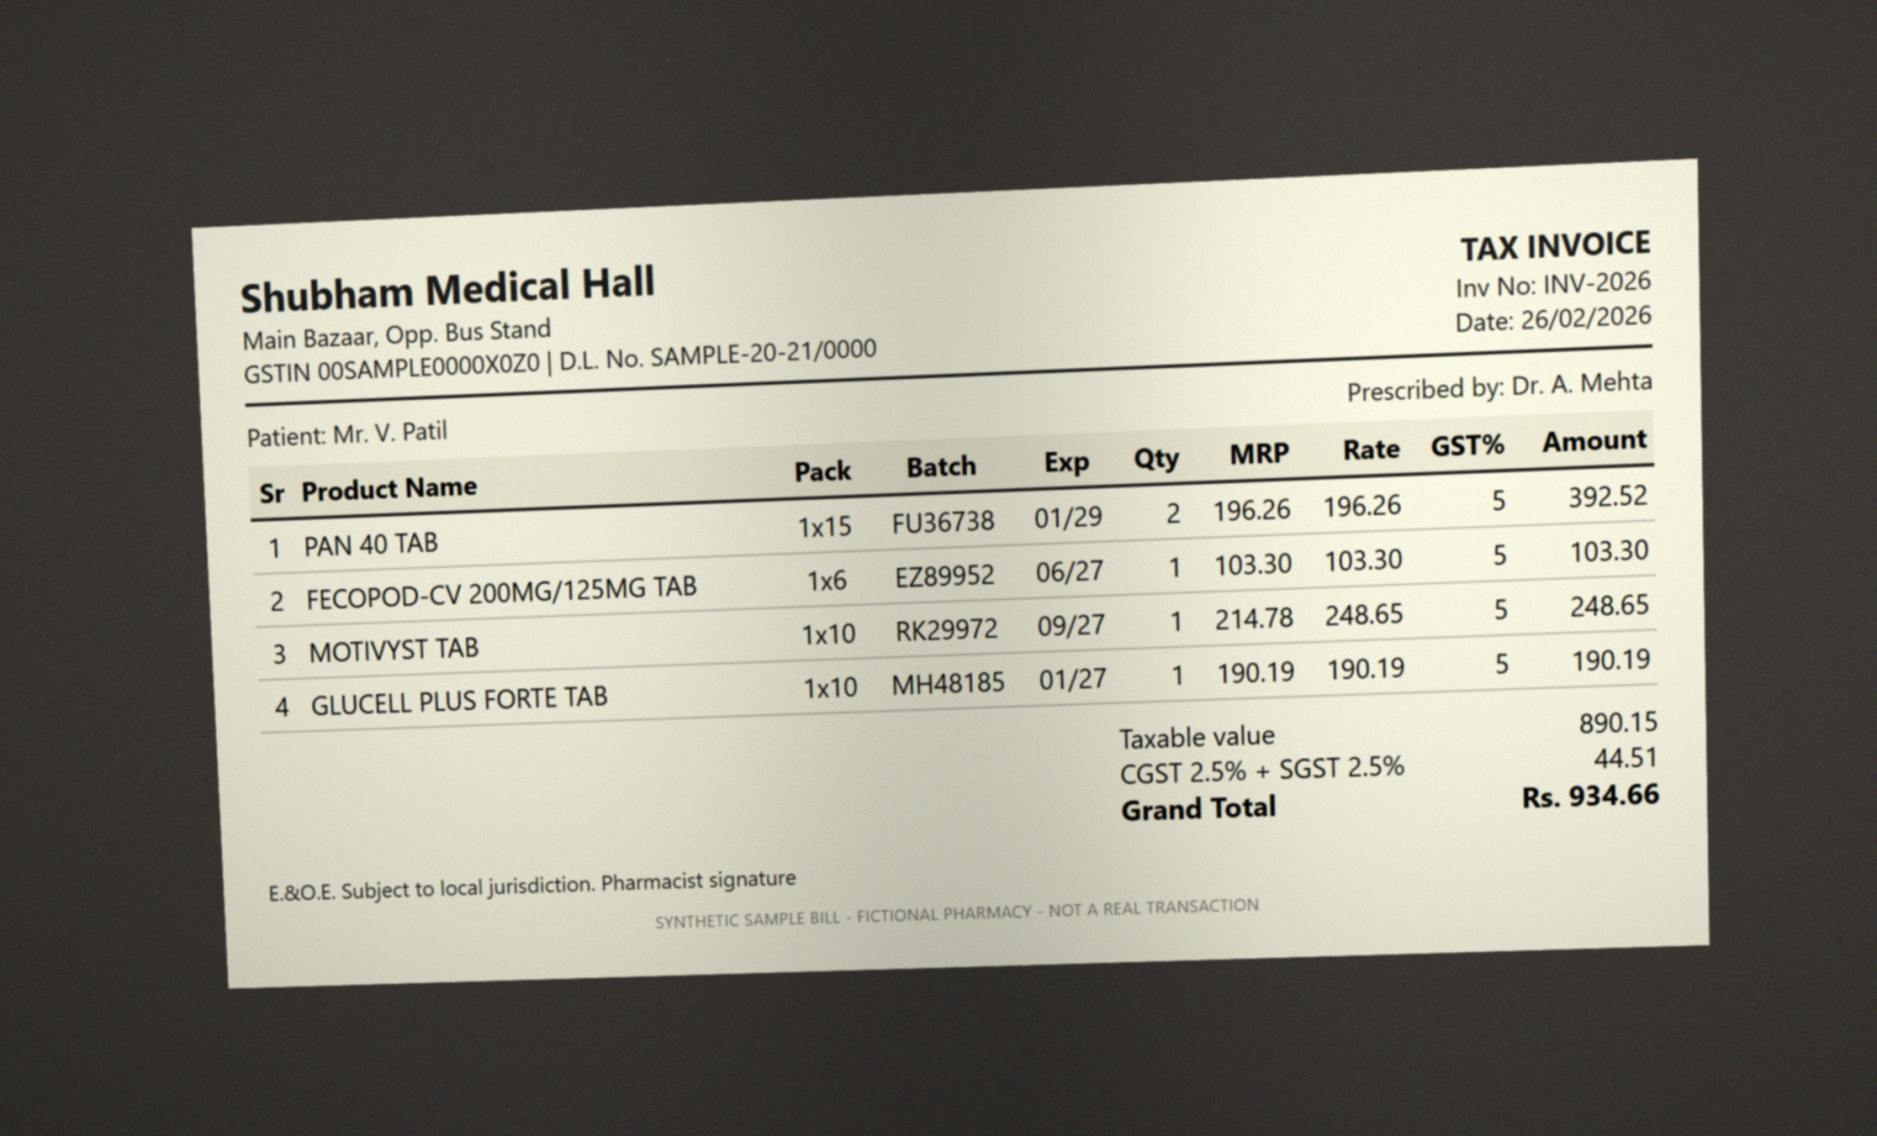 Shubham Medical Hall
Main Bazaar, Opp. Bus Stand
GSTIN 00SAMPLE0000X0Z0 | D.L. No. SAMPLE-20-21/0000
TAX INVOICE
Inv No: INV-2026
Date: 26/02/2026
Patient: Mr. V. Patil
Prescribed by: Dr. A. Mehta
Sr Product Name Pack Batch Exp Qty MRP Rate GST% Amount
1 PAN 40 TAB 1x15 FU36738 01/29 2 196.26 196.26 5 392.52
2 FECOPOD-CV 200MG/125MG TAB 1x6 EZ89952 06/27 1 103.30 103.30 5 103.30
3 MOTIVYST TAB 1x10 RK29972 09/27 1 214.78 248.65 5 248.65
4 GLUCELL PLUS FORTE TAB 1x10 MH48185 01/27 1 190.19 190.19 5 190.19
Taxable value 890.15
CGST 2.5% + SGST 2.5% 44.51
Grand Total Rs. 934.66
E.&O.E. Subject to local jurisdiction. Pharmacist signature
SYNTHETIC SAMPLE BILL - FICTIONAL PHARMACY - NOT A REAL TRANSACTION